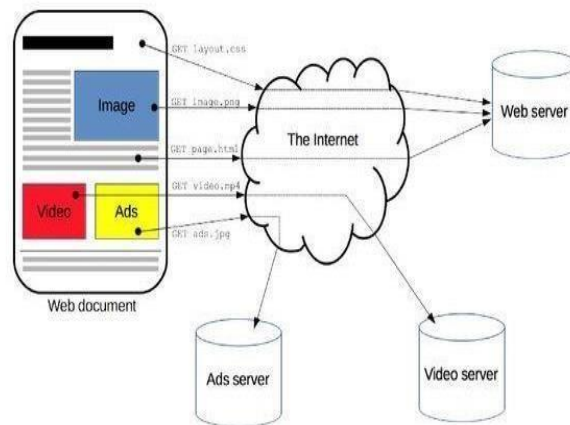 GET layout.css
Image
GET image.png
Web server
The Internet
GET page.html
GET video.mp4
Video
Ads
GET ads.jpg
Web document
Ads server
Video server